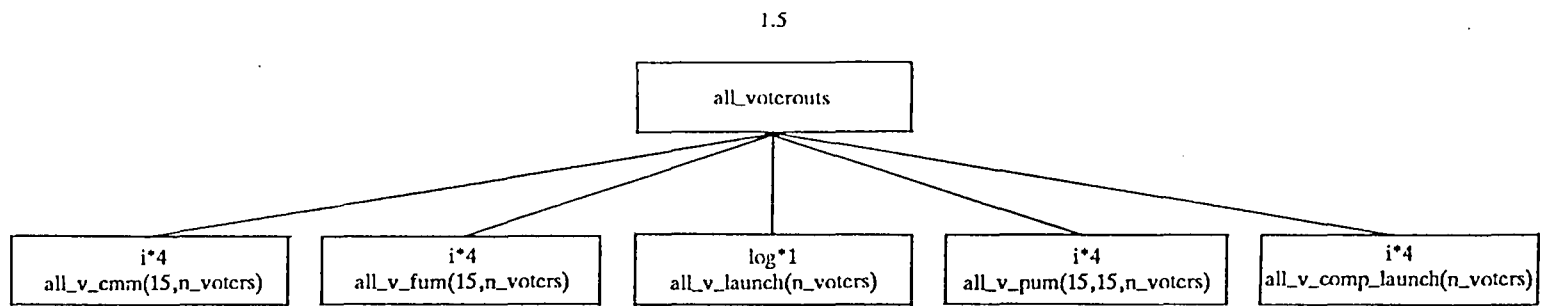 1.5
all_voterouts
i*4
all_v_cmm(15,n_voters)
i*4
all_v_fum(15,n_voters)
log*1
all_v_launch(n_voters)
i*4
all_v_pum(15,15,n_voters)
i*4
all_v_comp_launch(n_voters)